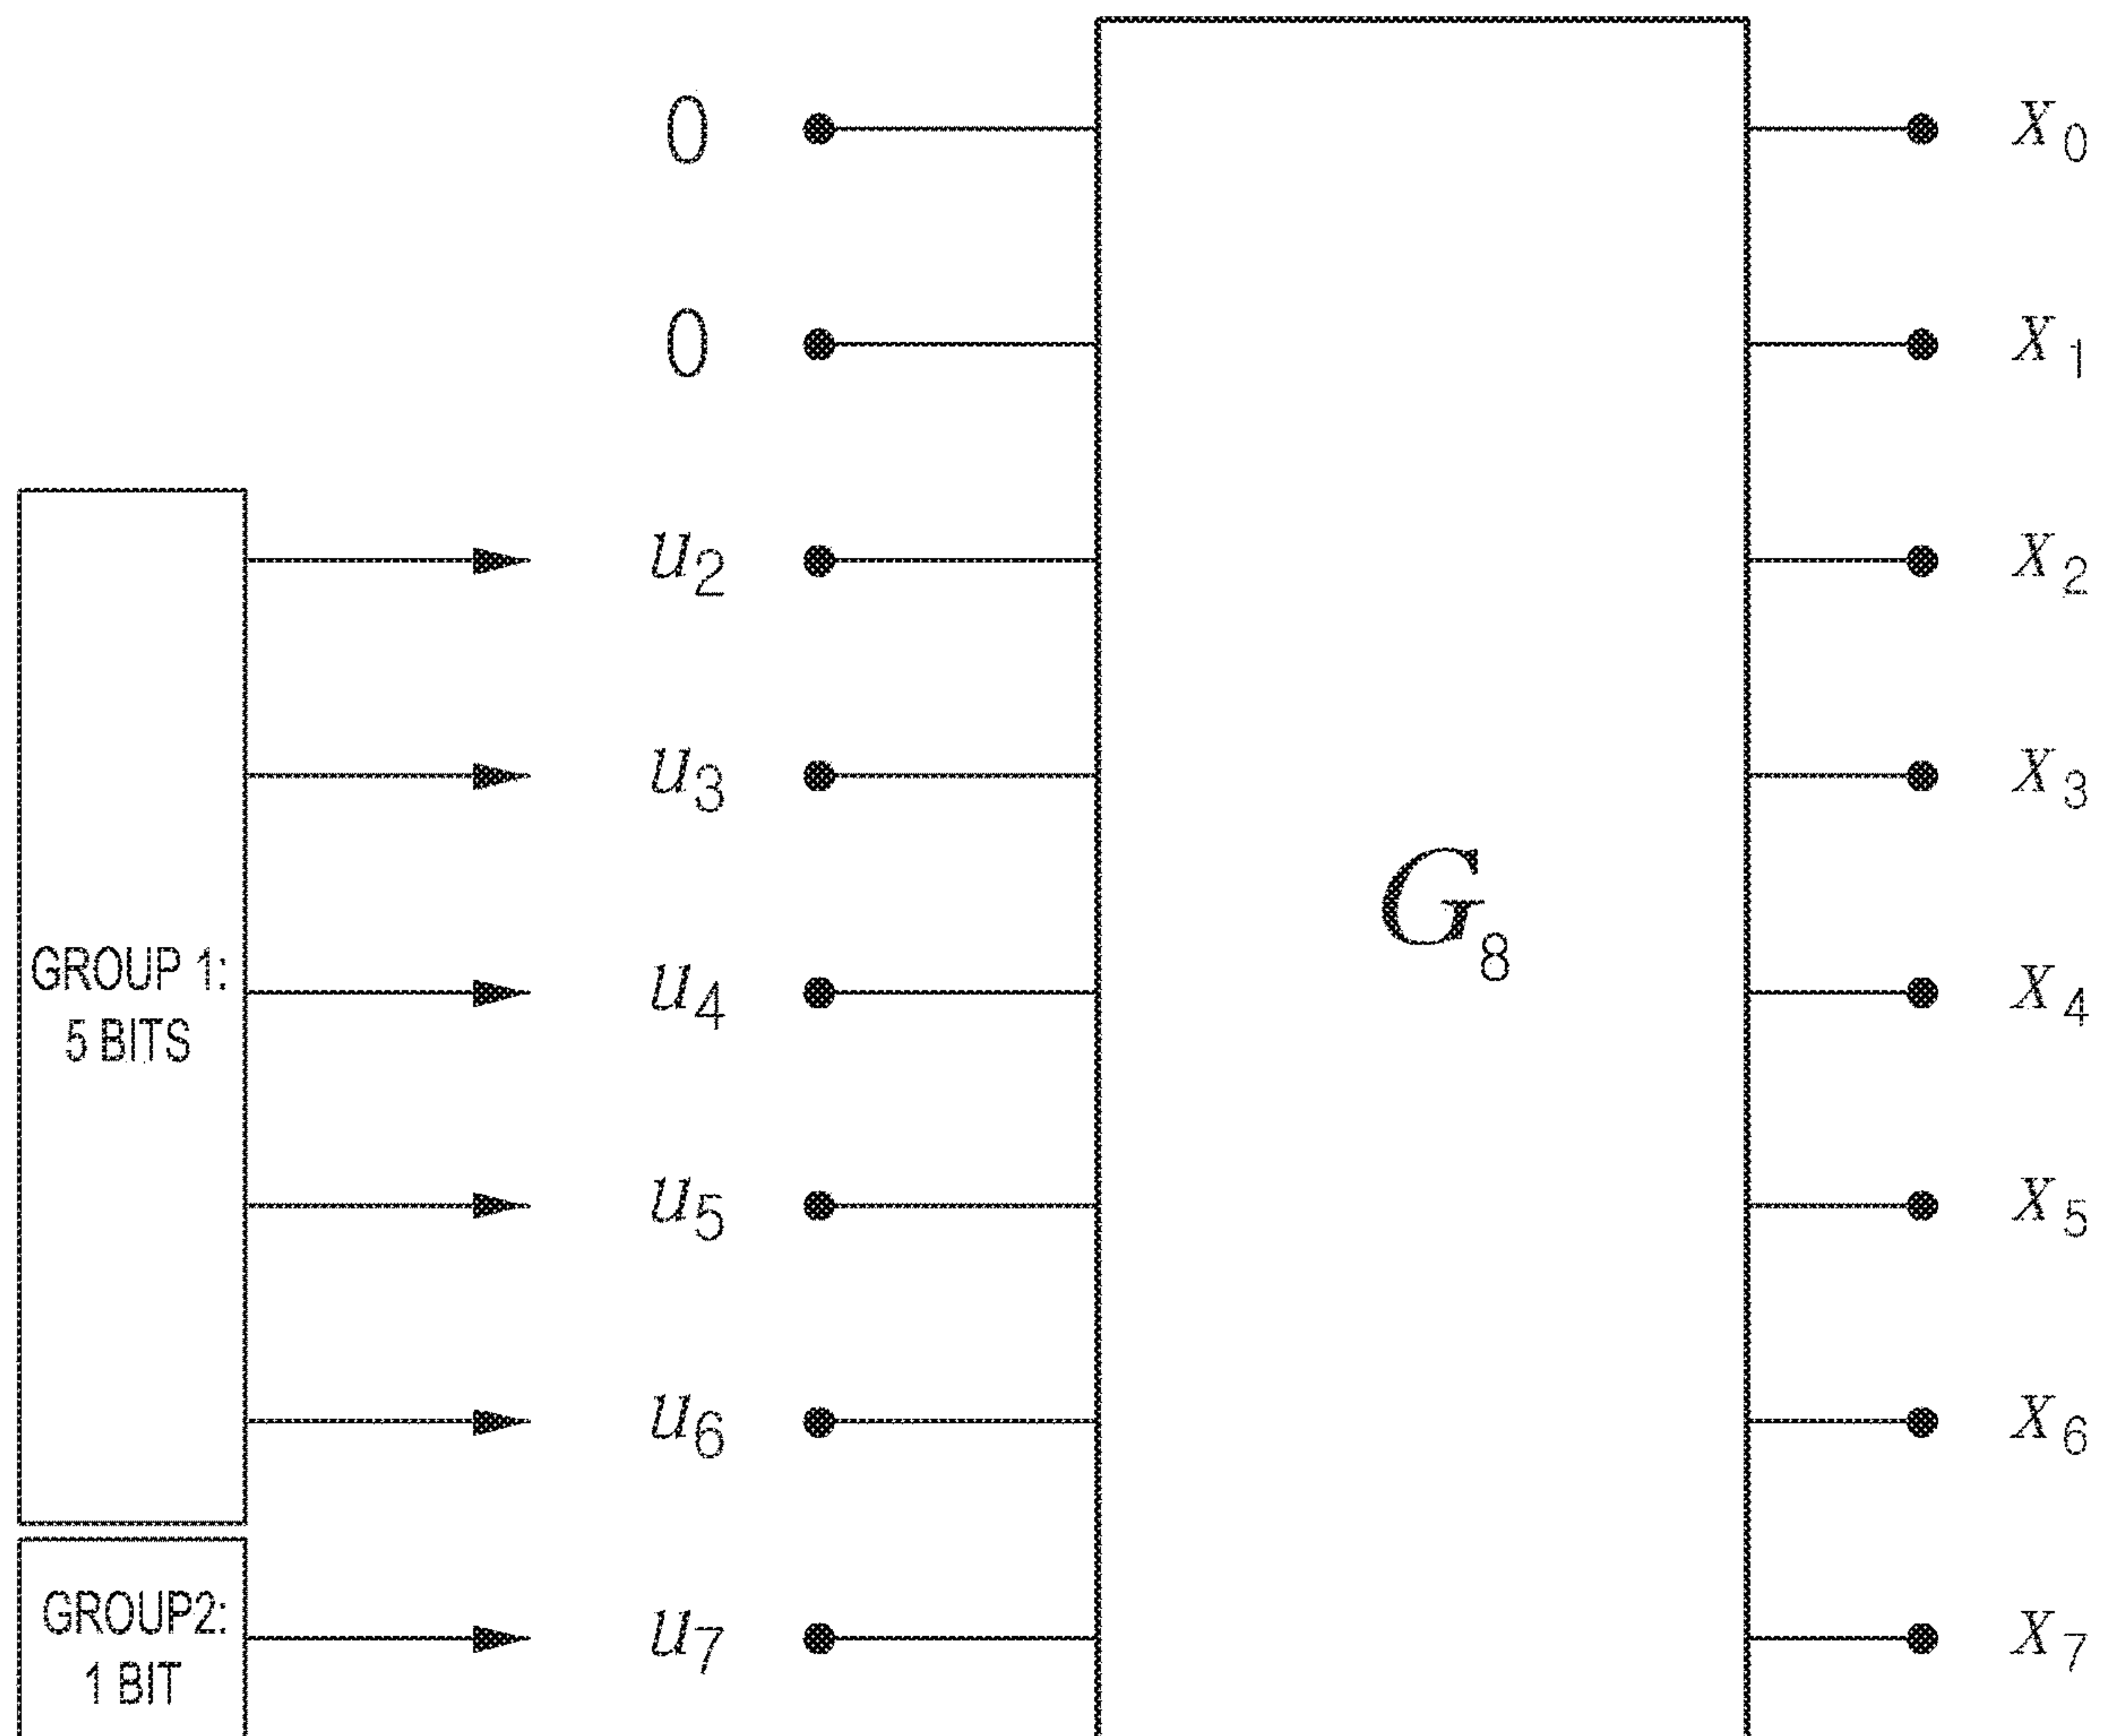 0 X0
0 X1
u2 X2
u3 X3
GROUP 1:
5 BITS
u4 X4
G8
u5 X5
u6 X6
GROUP2:
1 BIT
u7 X7